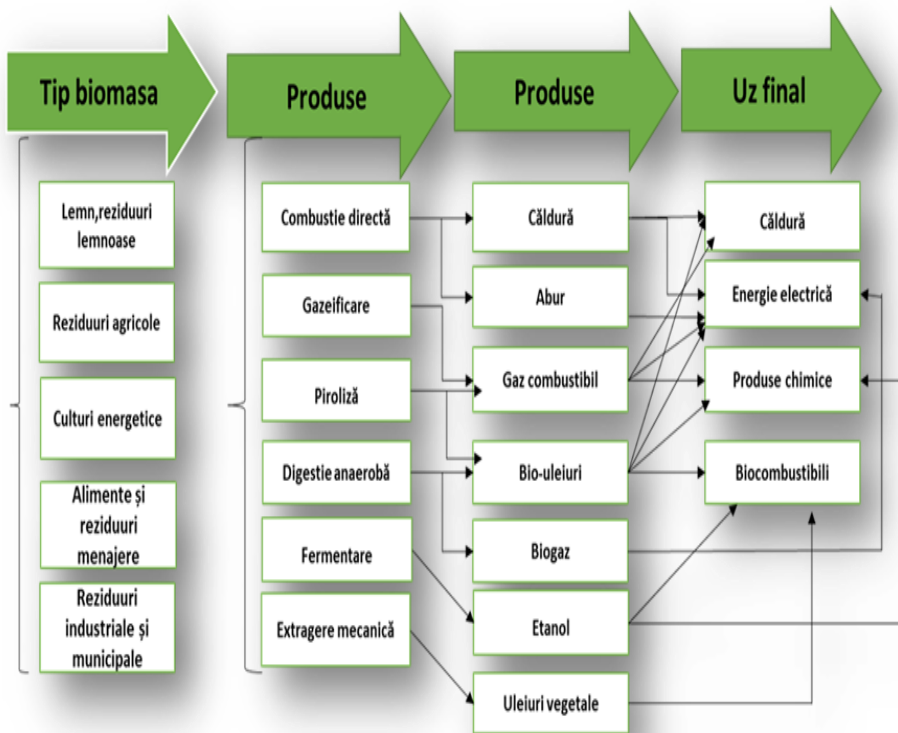 Tip biomasa
Produse
Produse
Uz final
Lemn,reziduuri
lemnoase
Reziduuri agricole
Culturi energetice
Alimente și
reziduuri
menajere
Reziduuri
industriale și
municipale
Combustie directă
Gazeificare
Piroliză
Digestie anaerobă
Fermentare
Extragere mecanică
Căldură
Abur
Gaz combustibil
Bio-uleiuri
Biogaz
Etanol
Uleiuri vegetale
Căldură
Energie electrică
Produse chimice
Biocombustibili